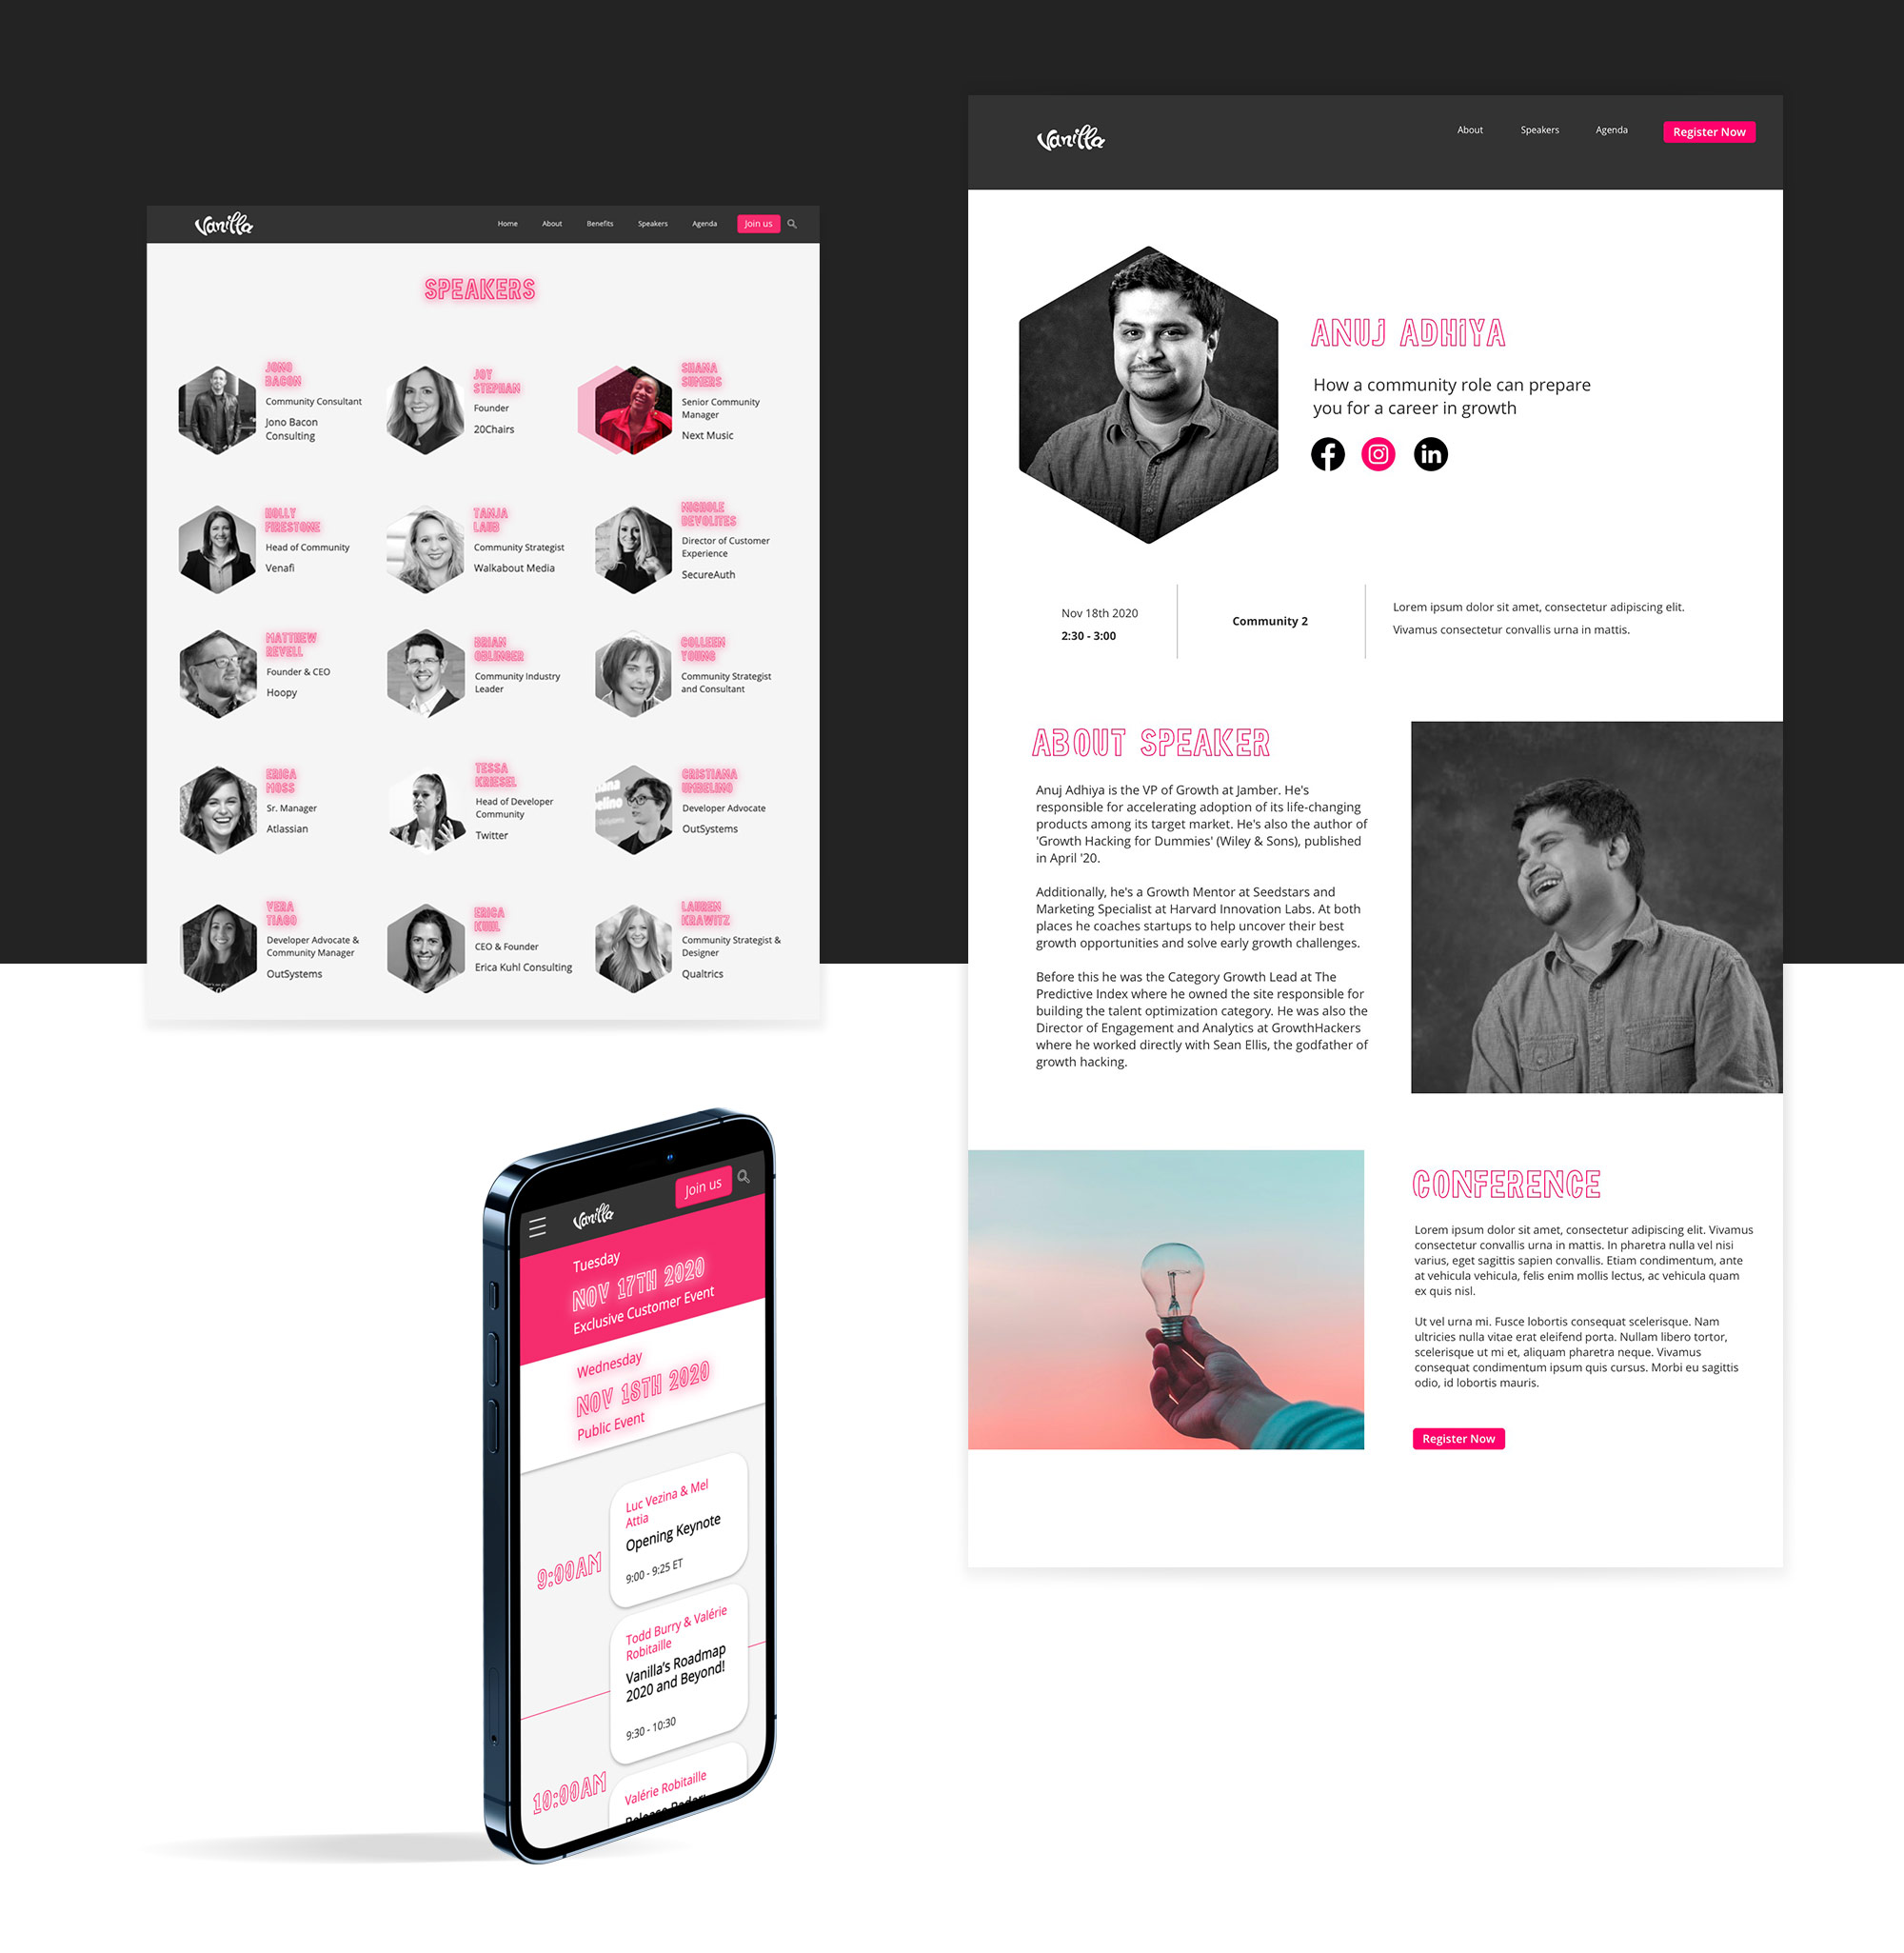 Vanilla
Home About Benefits Speakers Agenda Join us
SPEAKERS
JONO
BACON
Community Consultant
Jono Bacon
Consulting
JOY
STEPHAN
Founder
20Chairs
SHANA
SUMERS
Senior Community
Manager
Next Music
HOLLY
FIRESTONE
Head of Community
Venafi
TANJA
LAUB
Community Strategist
Walkabout Media
NICHOLE
DEVOLITES
Director of Customer
Experience
SecureAuth
MATTHEW
REVELL
Founder & CEO
Hoopy
BRIAN
OBLINGER
Community Industry
Leader
COLLEEN
YOUNG
Community Strategist
and Consultant
ERICA
MOSS
Sr. Manager
Atlassian
TESSA
KRIESEL
Head of Developer
Community
Twitter
CRISTIANA
UMBELINO
Developer Advocate
OutSystems
VERA
TIAGO
Developer Advocate &
Community Manager
OutSystems
ERICA
KUHL
CEO & Founder
Erica Kuhl Consulting
LAUREN
KRAWITZ
Community Strategist &
Designer
Qualtrics
Vanilla
About Speakers Agenda Register Now
ANUJ ADHIYA
How a community role can prepare
you for a career in growth
Nov 18th 2020
2:30 - 3:00
Community 2
Lorem ipsum dolor sit amet, consectetur adipiscing elit.
Vivamus consectetur convallis urna in mattis.
ABOUT SPEAKER
Anuj Adhiya is the VP of Growth at Jamber. He's
responsible for accelerating adoption of its life-changing
products among its target market. He's also the author of
'Growth Hacking for Dummies' (Wiley & Sons), published
in April '20.
Additionally, he's a Growth Mentor at Seedstars and
Marketing Specialist at Harvard Innovation Labs. At both
places he coaches startups to help uncover their best
growth opportunities and solve early growth challenges.
Before this he was the Category Growth Lead at The
Predictive Index where he owned the site responsible for
building the talent optimization category. He was also the
Director of Engagement and Analytics at GrowthHackers
where he worked directly with Sean Ellis, the godfather of
growth hacking.
CONFERENCE
Lorem ipsum dolor sit amet, consectetur adipiscing elit. Vivamus
consectetur convallis urna in mattis. In pharetra nulla vel nisi
varius, eget sagittis sapien convallis. Etiam condimentum, ante
at vehicula vehicula, felis enim mollis lectus, ac vehicula quam
ex quis nisl.
Ut vel urna mi. Fusce lobortis consequat scelerisque. Nam
ultricies nulla vitae erat eleifend porta. Nullam libero tortor,
scelerisque ut mi et, aliquam pharetra neque. Vivamus
consequat condimentum ipsum quis cursus. Morbi eu sagittis
odio, id lobortis mauris.
Register Now
Vanilla
Join us
Tuesday
NOV 17TH 2020
Exclusive Customer Event
Wednesday
NOV 18TH 2020
Public Event
9:00AM
Luc Vezina & Mel
Attia
Opening Keynote
9:00 - 9:25 ET
Todd Burry & Valérie
Robitaille
Vanilla's Roadmap
2020 and Beyond!
9:30 - 10:30
10:00AM
Valérie Robitaille